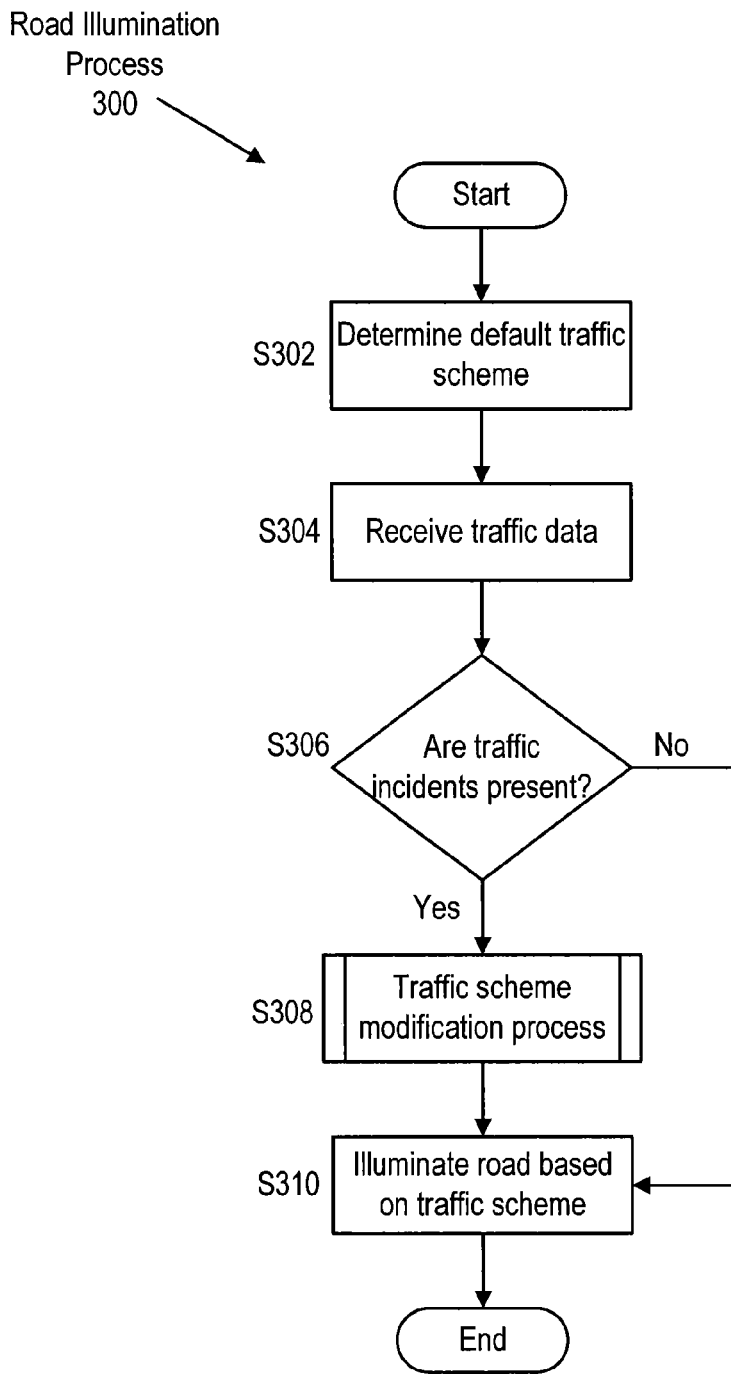 Road Illumination
Process
300
Start
S302
Determine default traffic
scheme
S304
Receive traffic data
S306
Are traffic
incidents present?
No
Yes
S308
Traffic scheme
modification process
S310
Illuminate road based
on traffic scheme
End